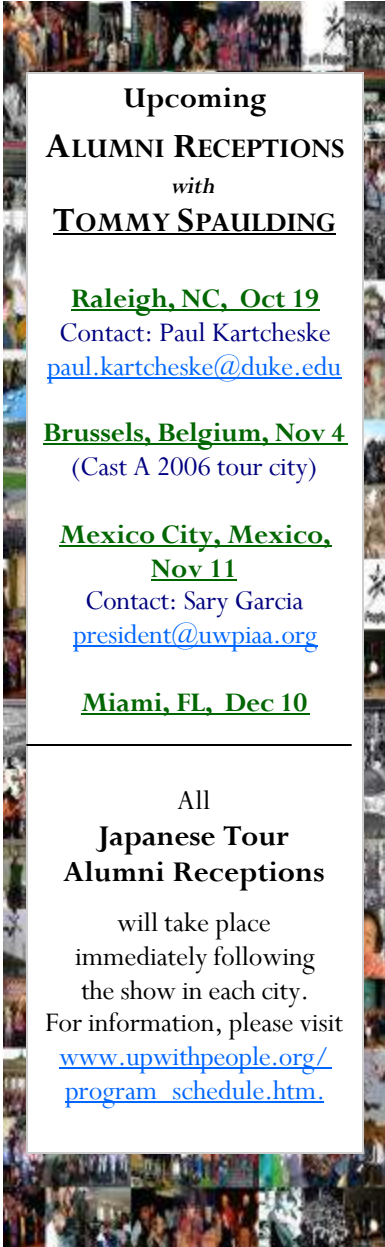 Upcoming
ALUMNI RECEPTIONS
with
TOMMY SPAULDING
Raleigh, NC, Oct 19
Contact: Paul Kartcheske
paul.kartcheske@duke.edu
Brussels, Belgium, Nov 4
(Cast A 2006 tour city)
Mexico City, Mexico,
Nov 11
Contact: Sary Garcia
president@uwpiaa.org
Miami, FL, Dec 10
All
Japanese Tour
Alumni Receptions
will take place
immediately following
the show in each city.
For information, please visit
www.upwithpeople.org/
program_schedule.htm.